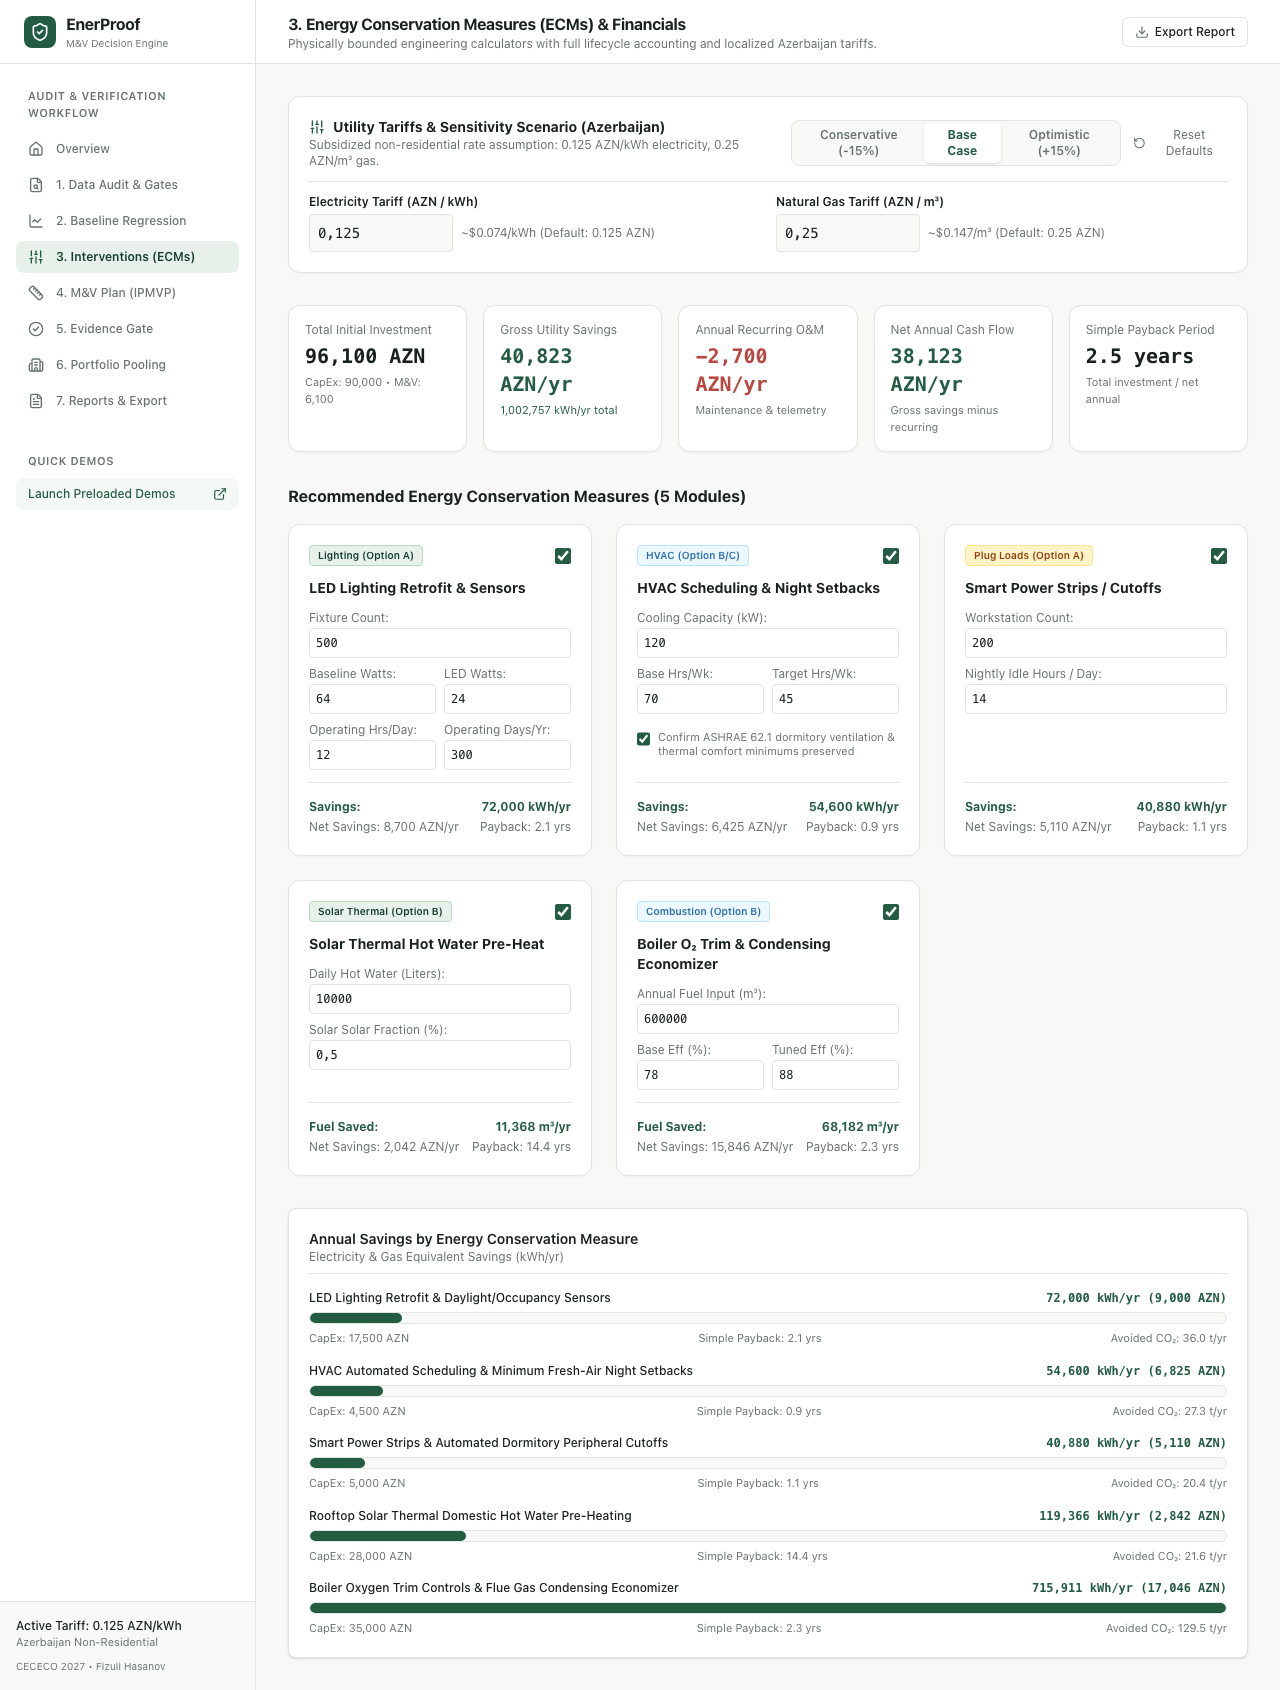 EnerProof
M&V Decision Engine
AUDIT & VERIFICATION
WORKFLOW
Overview
1. Data Audit & Gates
2. Baseline Regression
3. Interventions (ECMs)
4. M&V Plan (IPMVP)
5. Evidence Gate
6. Portfolio Pooling
7. Reports & Export
QUICK DEMOS
Launch Preloaded Demos
Active Tariff: 0.125 AZN/kWh
Azerbaijan Non-Residential
CECECO 2027 • Fizuli Hasanov
3. Energy Conservation Measures (ECMs) & Financials
Physically bounded engineering calculators with full lifecycle accounting and localized Azerbaijan tariffs.
Export Report
Utility Tariffs & Sensitivity Scenario (Azerbaijan)
Subsidized non-residential rate assumption: 0.125 AZN/kWh electricity, 0.25
AZN/m³ gas.
Conservative
(-15%)
Base
Case
Optimistic
(+15%)
Reset
Defaults
Electricity Tariff (AZN / kWh)
0,125
~$0.074/kWh (Default: 0.125 AZN)
Natural Gas Tariff (AZN / m³)
0,25
~$0.147/m³ (Default: 0.25 AZN)
Total Initial Investment
96,100 AZN
CapEx: 90,000 • M&V:
6,100
Gross Utility Savings
40,823
AZN/yr
1,002,757 kWh/yr total
Annual Recurring O&M
−2,700
AZN/yr
Maintenance & telemetry
Net Annual Cash Flow
38,123
AZN/yr
Gross savings minus
recurring
Simple Payback Period
2.5 years
Total investment / net
annual
Recommended Energy Conservation Measures (5 Modules)
Lighting (Option A)
LED Lighting Retrofit & Sensors
Fixture Count:
500
Baseline Watts: LED Watts:
64 24
Operating Hrs/Day: Operating Days/Yr:
12 300
Savings: 72,000 kWh/yr
Net Savings: 8,700 AZN/yr Payback: 2.1 yrs
HVAC (Option B/C)
HVAC Scheduling & Night Setbacks
Cooling Capacity (kW):
120
Base Hrs/Wk: Target Hrs/Wk:
70 45
Confirm ASHRAE 62.1 dormitory ventilation &
thermal comfort minimums preserved
Savings: 54,600 kWh/yr
Net Savings: 6,425 AZN/yr Payback: 0.9 yrs
Plug Loads (Option A)
Smart Power Strips / Cutoffs
Workstation Count:
200
Nightly Idle Hours / Day:
14
Savings: 40,880 kWh/yr
Net Savings: 5,110 AZN/yr Payback: 1.1 yrs
Solar Thermal (Option B)
Solar Thermal Hot Water Pre-Heat
Daily Hot Water (Liters):
10000
Solar Solar Fraction (%):
0,5
Fuel Saved: 11,368 m³/yr
Net Savings: 2,042 AZN/yr Payback: 14.4 yrs
Combustion (Option B)
Boiler O₂ Trim & Condensing
Economizer
Annual Fuel Input (m³):
600000
Base Eff (%): Tuned Eff (%):
78 88
Fuel Saved: 68,182 m³/yr
Net Savings: 15,846 AZN/yr Payback: 2.3 yrs
Annual Savings by Energy Conservation Measure
Electricity & Gas Equivalent Savings (kWh/yr)
LED Lighting Retrofit & Daylight/Occupancy Sensors 72,000 kWh/yr (9,000 AZN)
CapEx: 17,500 AZN Simple Payback: 2.1 yrs Avoided CO₂: 36.0 t/yr
HVAC Automated Scheduling & Minimum Fresh-Air Night Setbacks 54,600 kWh/yr (6,825 AZN)
CapEx: 4,500 AZN Simple Payback: 0.9 yrs Avoided CO₂: 27.3 t/yr
Smart Power Strips & Automated Dormitory Peripheral Cutoffs 40,880 kWh/yr (5,110 AZN)
CapEx: 5,000 AZN Simple Payback: 1.1 yrs Avoided CO₂: 20.4 t/yr
Rooftop Solar Thermal Domestic Hot Water Pre-Heating 119,366 kWh/yr (2,842 AZN)
CapEx: 28,000 AZN Simple Payback: 14.4 yrs Avoided CO₂: 21.6 t/yr
Boiler Oxygen Trim Controls & Flue Gas Condensing Economizer 715,911 kWh/yr (17,046 AZN)
CapEx: 35,000 AZN Simple Payback: 2.3 yrs Avoided CO₂: 129.5 t/yr